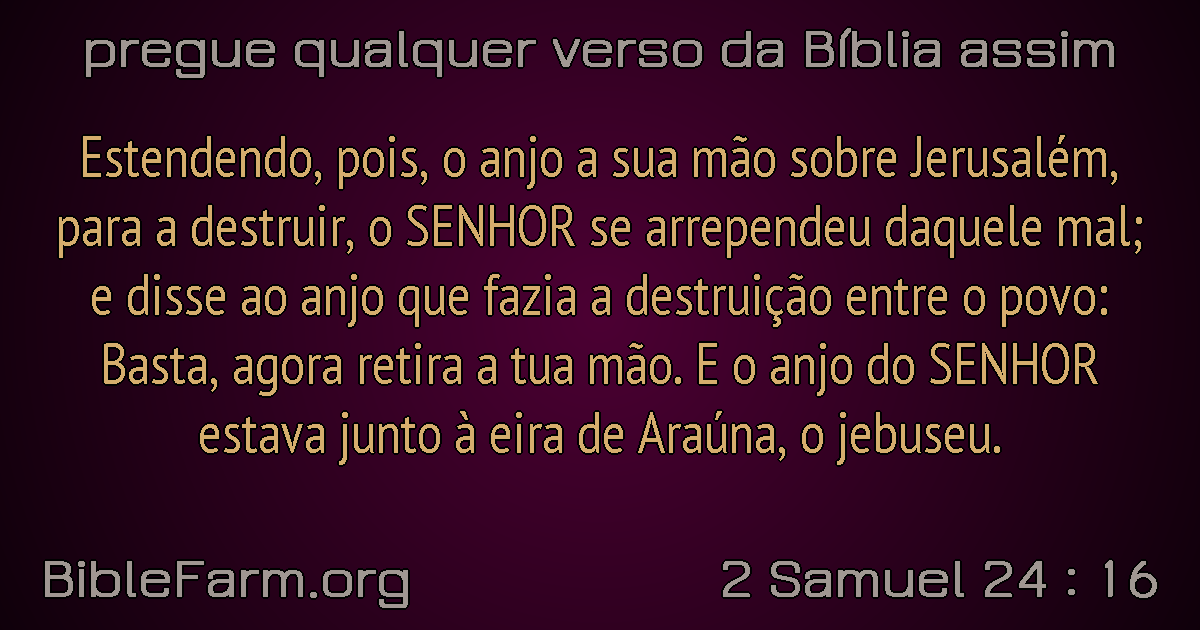 pregue qualquer verso da Bíblia assim
Estendendo, pois, o anjo a sua mão sobre Jerusalém,
para a destruir, o SENHOR se arrependeu daquele mal;
e disse ao anjo que fazia a destruição entre o povo:
Basta, agora retira a tua mão. E o anjo do SENHOR
estava junto à eira de Araúna, o jebuseu.
BibleFarm.org
2 Samuel 24 : 16